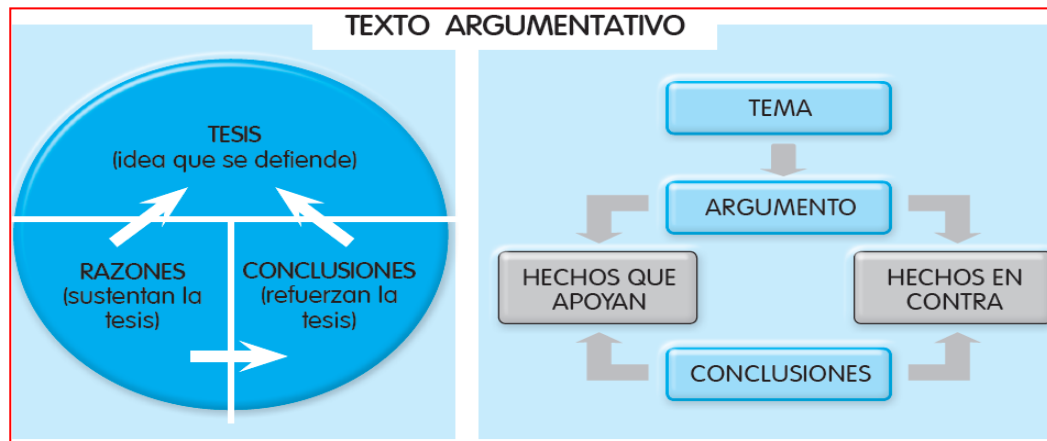 TEXTO ARGUMENTATIVO
TESIS
(idea que se defiende)
RAZONES
(sustentan la
tesis)
CONCLUSIONES
(refuerzan la
tesis)
TEMA
ARGUMENTO
HECHOS QUE
APOYAN
HECHOS EN
CONTRA
CONCLUSIONES